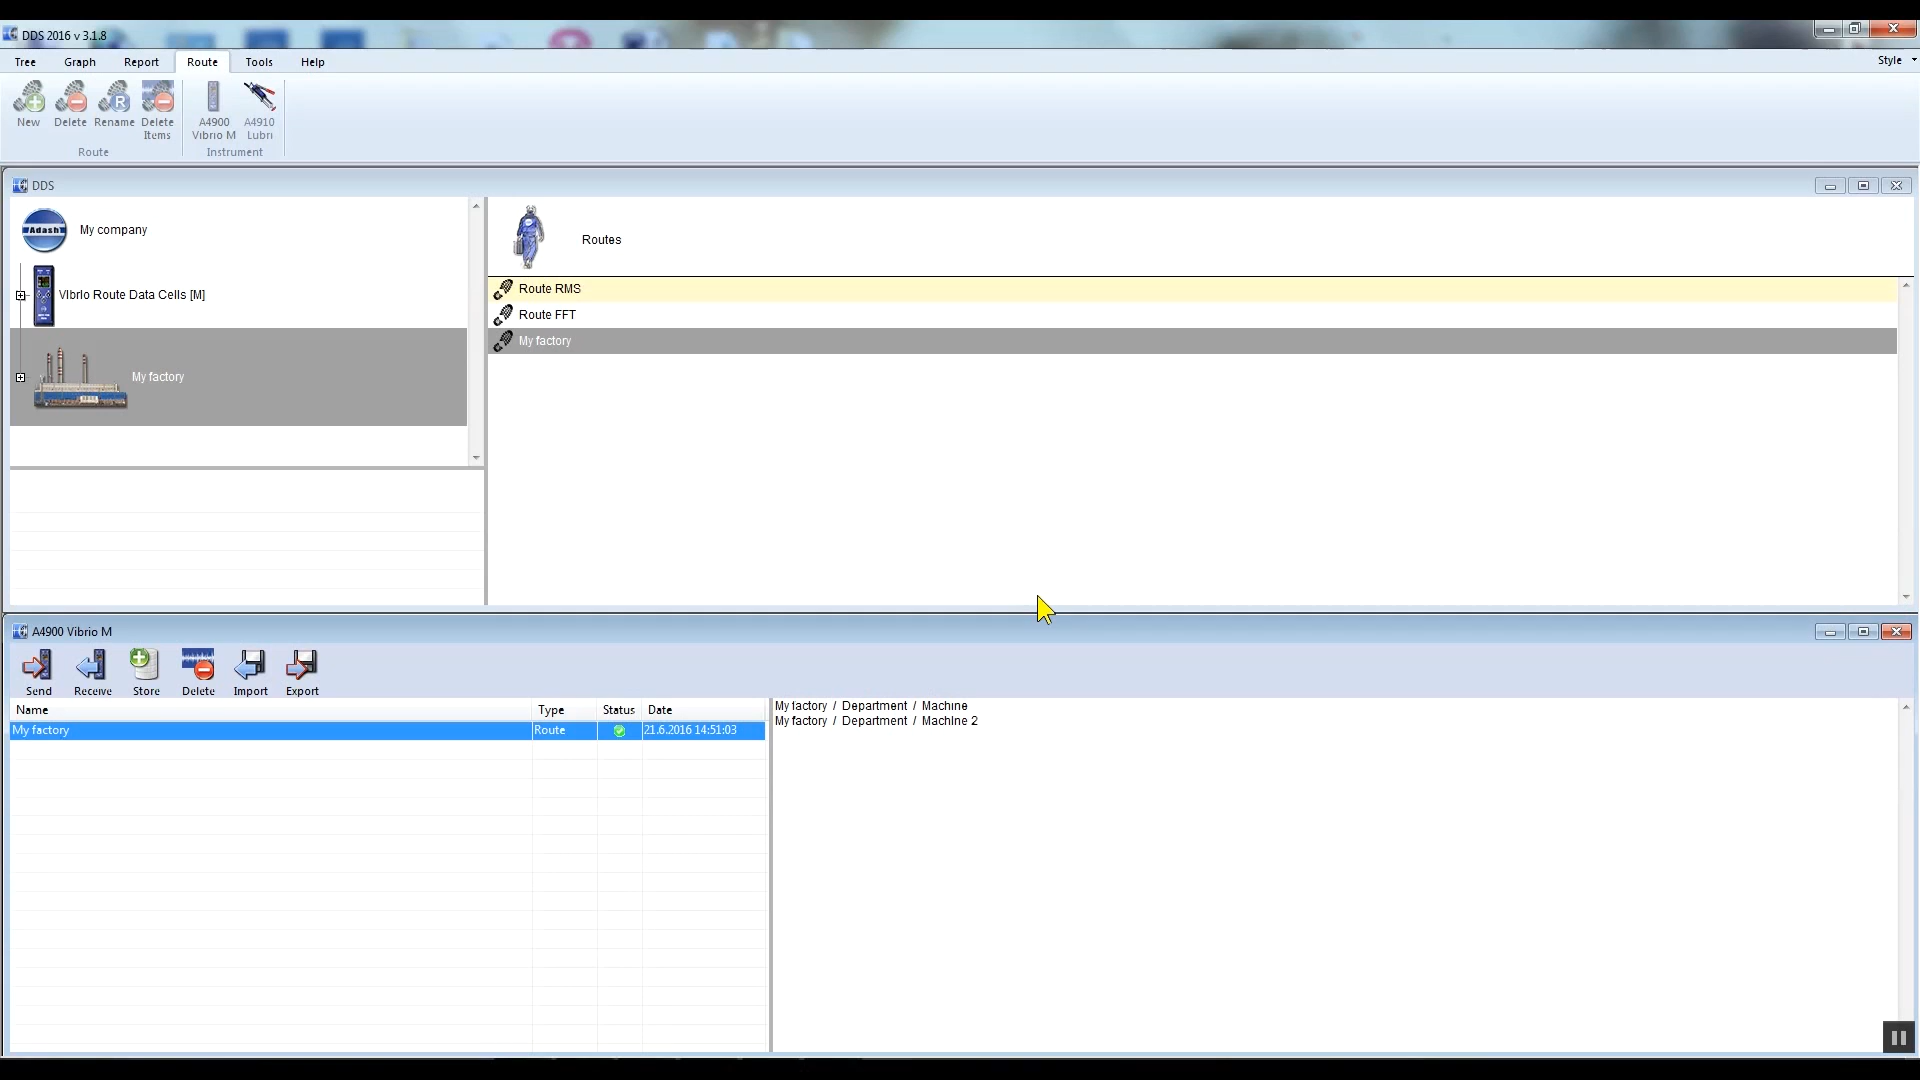 DDS 2016 v 3.1.8
Tree Graph Report Route Tools Help Style
New Delete Rename Delete Items
A4900 Vibrio M A4910 Lubri
Route Instrument
DDS
Adash My company
VIbrIo Route Data Cells [M]
My factory
Routes
Route RMS
Route FFT
My factory
A4900 Vibrio M
Send Receive Store Delete Import Export
Name Type Status Date
My factory Route 21.6.2016 14:51:03
My factory / Department / Machine
My factory / Department / Machine 2